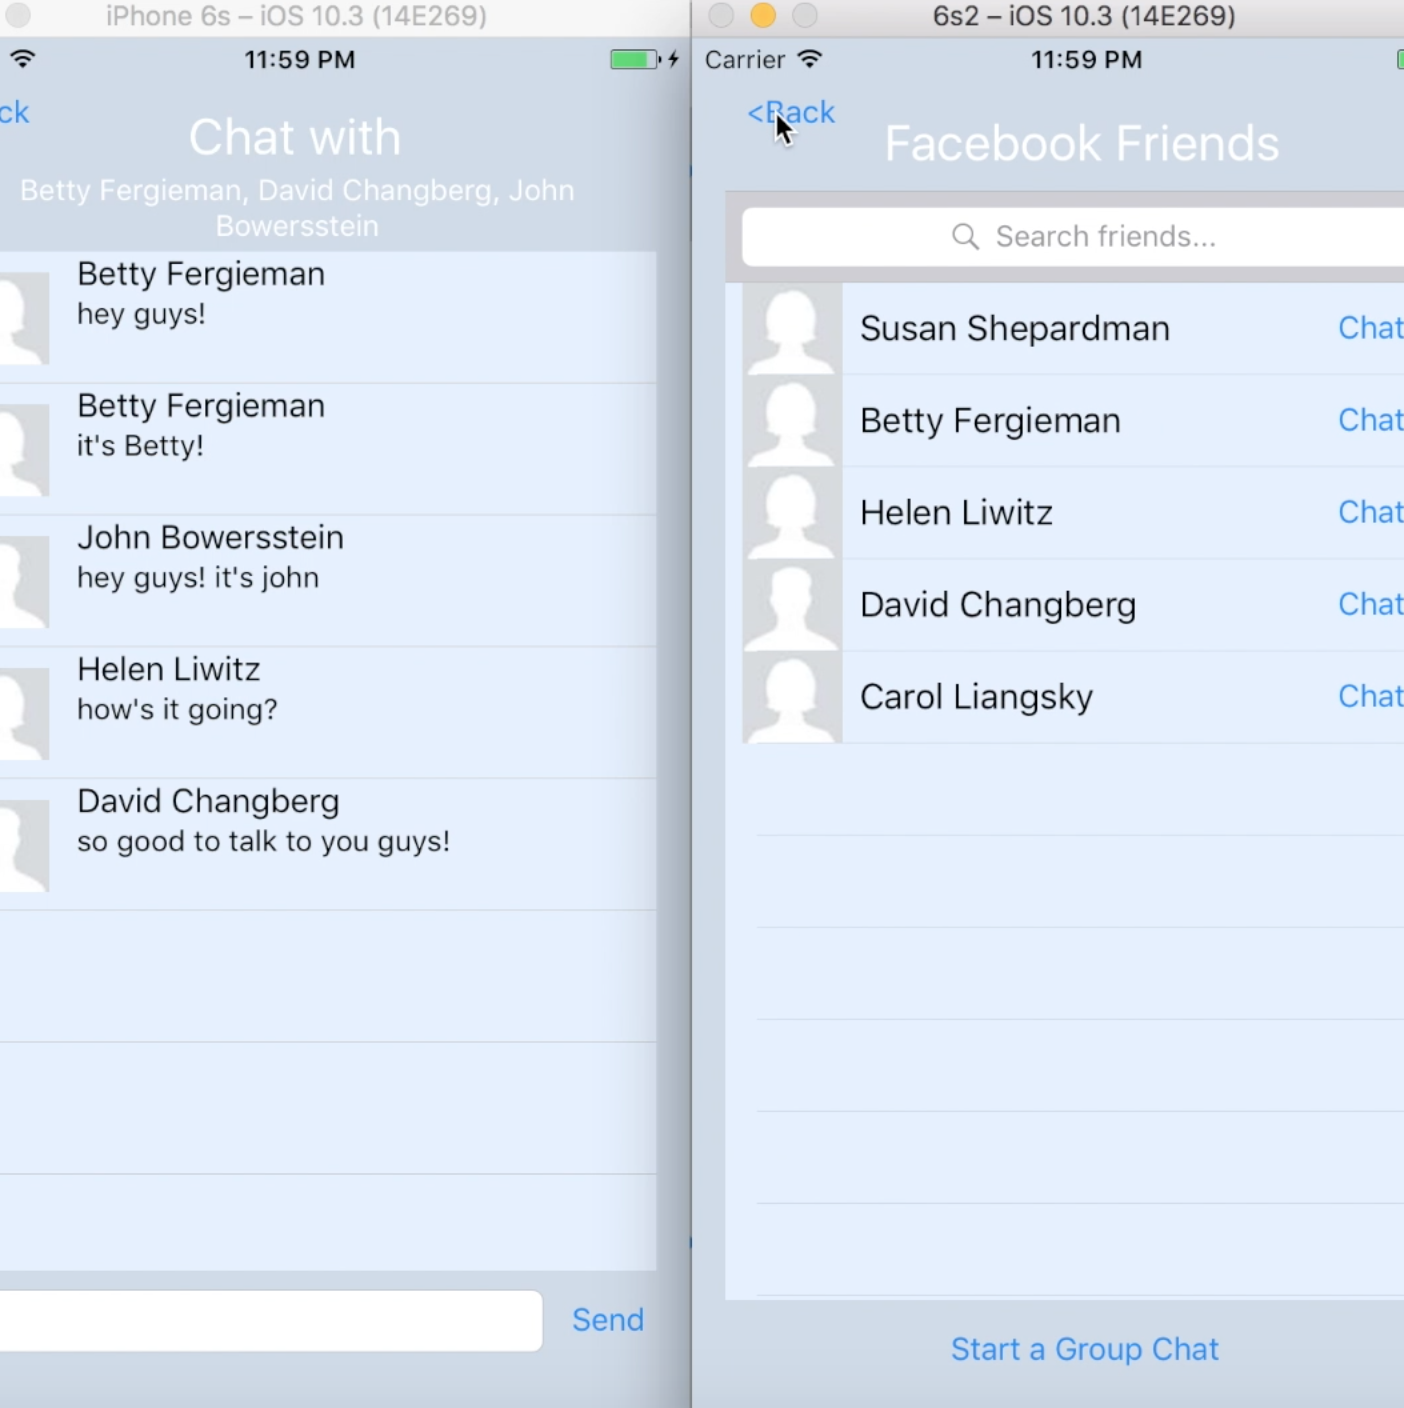 iPhone 6s – iOS 10.3 (14E269)
11:59 PM
ck
Chat with
Betty Fergieman, David Changberg, John
Bowersstein
Betty Fergieman
hey guys!
Betty Fergieman
it's Betty!
John Bowersstein
hey guys! it's john
Helen Liwitz
how's it going?
David Changberg
so good to talk to you guys!
Send
6s2 – iOS 10.3 (14E269)
Carrier 11:59 PM
<Back
Facebook Friends
Search friends...
Susan Shepardman Chat
Betty Fergieman Chat
Helen Liwitz Chat
David Changberg Chat
Carol Liangsky Chat
Start a Group Chat